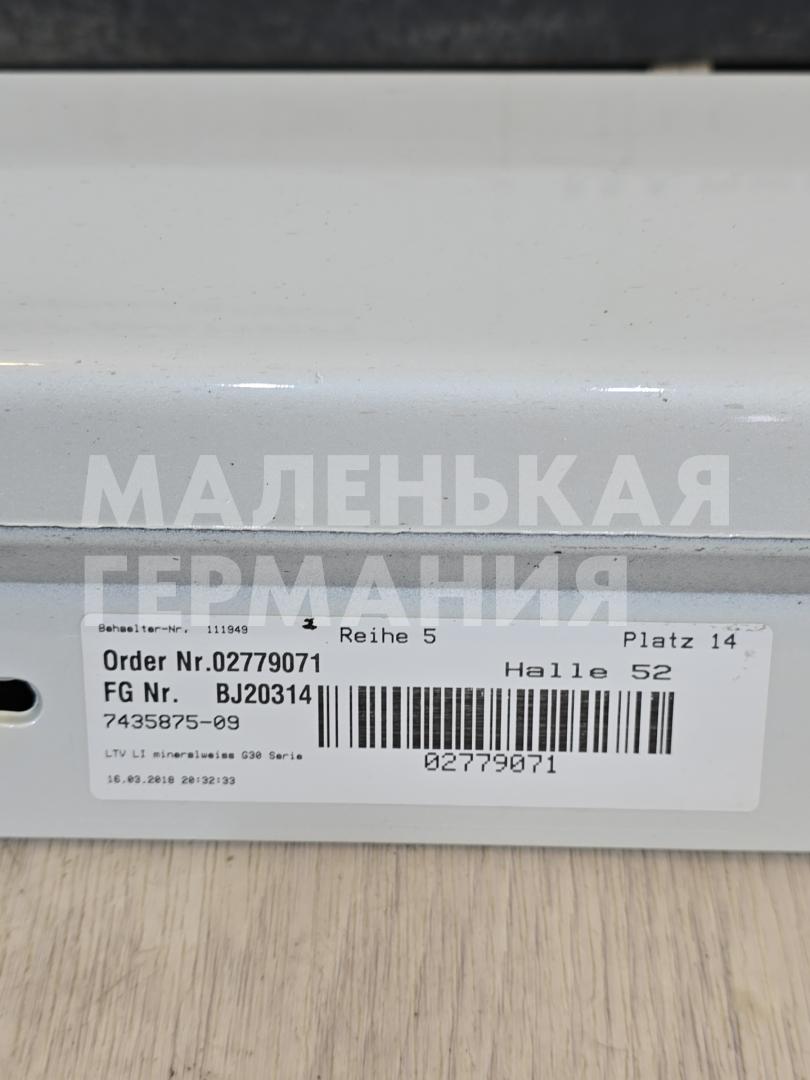 МАЛЕНЬКАЯ
ГЕРМАНИЯ
Behaelter-Nr. 111949
Reihe 5
Platz 14
Order Nr.02779071
Halle 52
FG Nr. BJ20314
7435875-09
02779071
LTV LI mineralweiss G30 Serie
16.03.2018 20:32:33